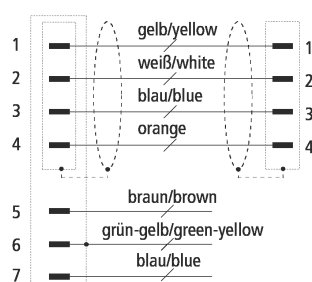 gelb/yellow
1 1
weiß/white
2 2
blau/blue
3 3
orange
4 4
braun/brown
5
grün-gelb/green-yellow
6
blau/blue
7